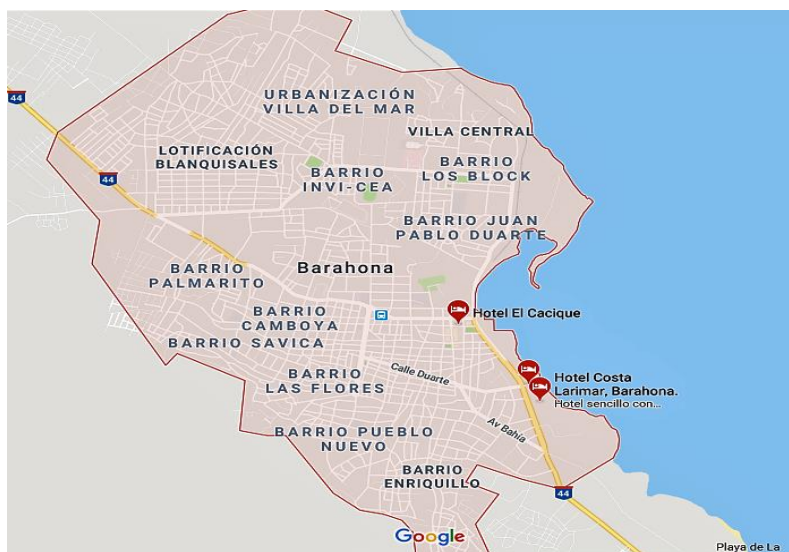 URBANIZACIÓN
VILLA DEL MAR
44
VILLA CENTRAL
LOTIFICACIÓN
BLANQUISALES
BARRIO
INVI-CEA
BARRIO
LOS BLOCK
44
BARRIO JUAN
PABLO DUARTE
BARRIO
PALMARITO
Barahona
BARRIO
CAMBOYA
Hotel El Cacique
BARRIO SAVICA
BARRIO
LAS FLORES
Calle Duarte
Hotel Costa
Larimar, Barahona.
Hotel sencillo con...
BARRIO PUEBLO
NUEVO
Av Bahía
BARRIO
ENRIQUILLO
44
Google
Playa de La